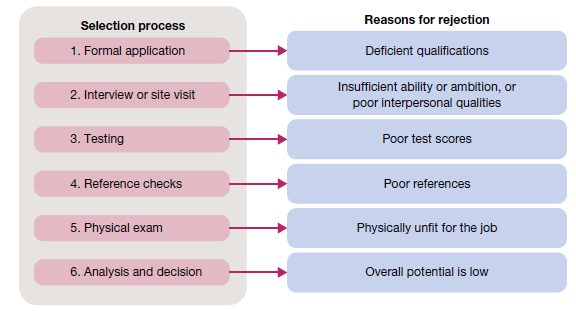 Selection process
Reasons for rejection
1. Formal application
Deficient qualifications
2. Interview or site visit
Insufficient ability or ambition, or
poor interpersonal qualities
3. Testing
Poor test scores
4. Reference checks
Poor references
5. Physical exam
Physically unfit for the job
6. Analysis and decision
Overall potential is low